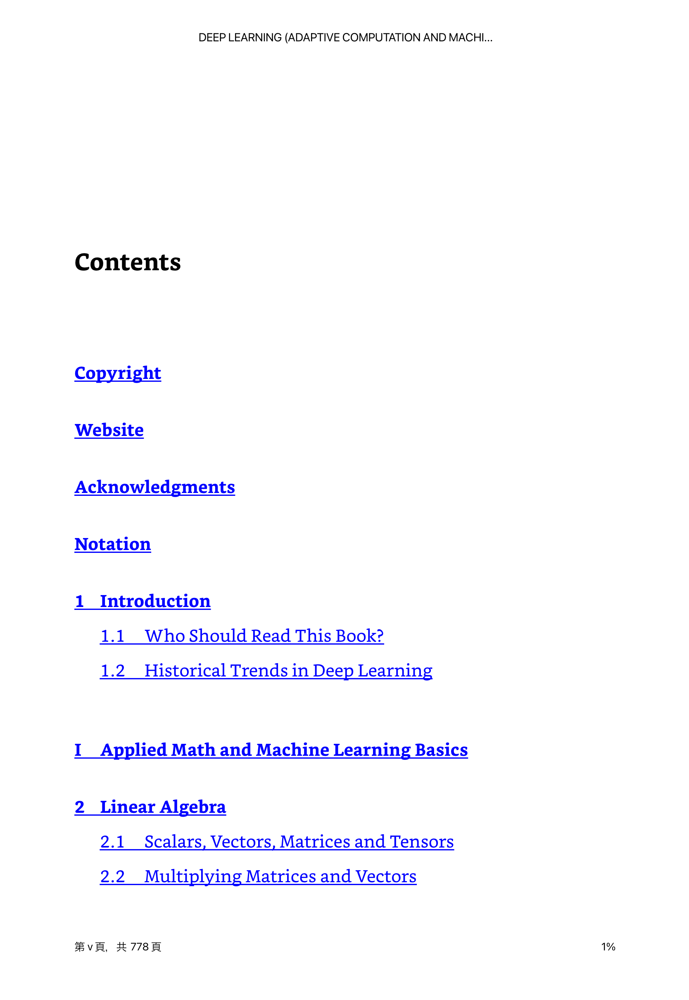 DEEP LEARNING (ADAPTIVE COMPUTATION AND MACHI...
Contents
Copyright
Website
Acknowledgments
Notation
1 Introduction
1.1 Who Should Read This Book?
1.2 Historical Trends in Deep Learning
I Applied Math and Machine Learning Basics
2 Linear Algebra
2.1 Scalars, Vectors, Matrices and Tensors
2.2 Multiplying Matrices and Vectors
第 v 頁，共 778 頁 1%